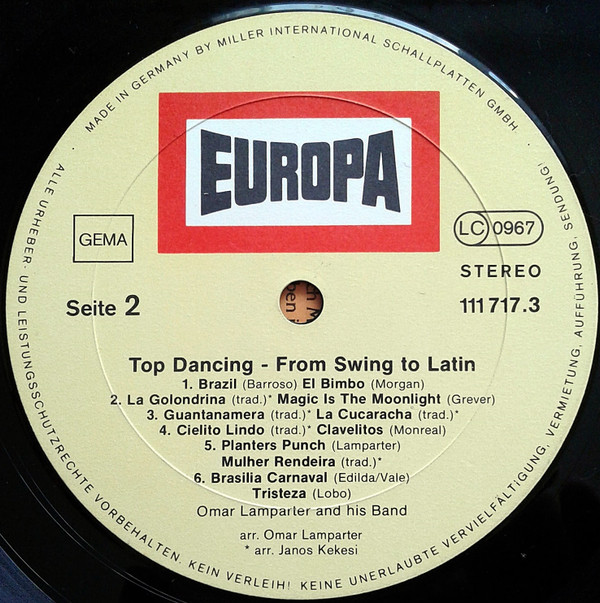 MADE IN GERMANY BY MILLER INTERNATIONAL SCHALLPLATTEN GMBH
EUROPA
GEMA
LC 0967
STEREO
Seite 2
111 717.3
Top Dancing - From Swing to Latin
1. Brazil (Barroso) El Bimbo (Morgan)
2. La Golondrina (trad.)* Magic Is The Moonlight (Grever)
3. Guantanamera (trad.)* La Cucaracha (trad.)*
4. Cielito Lindo (trad.)* Clavelitos (Monreal)
5. Planters Punch (Lamparter)
Mulher Rendeira (trad.)*
6. Brasilia Carnaval (Edilda/Vale)
Tristeza (Lobo)
Omar Lamparter and his Band
arr. Omar Lamparter
* arr. Janos Kekesi
ALLE URHEBER- UND LEISTUNGSSCHUTZRECHTE VORBEHALTEN. KEIN VERLEIH! KEINE UNERLAUBTE VERVIELFÄLTIGUNG, VERMIETUNG, AUFFÜHRUNG, SENDUNG!